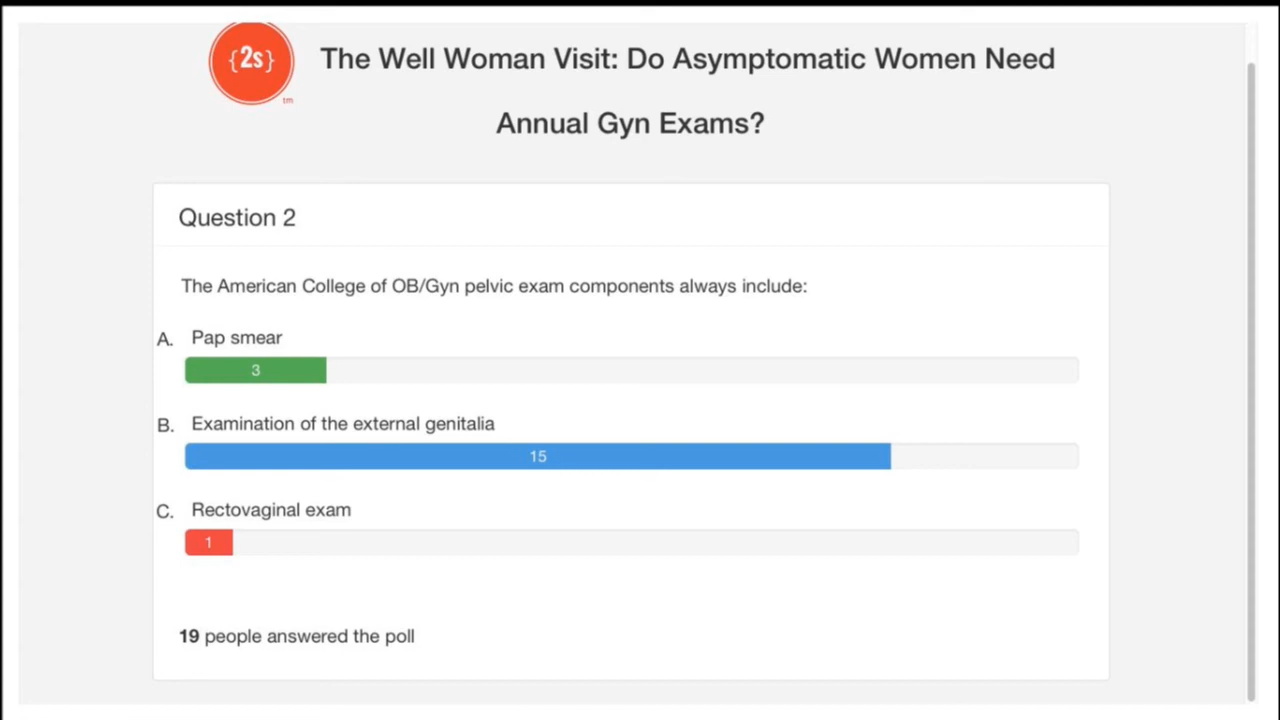 {2s}
tm
The Well Woman Visit: Do Asymptomatic Women Need
Annual Gyn Exams?
Question 2
The American College of OB/Gyn pelvic exam components always include:
A. Pap smear
3
B. Examination of the external genitalia
15
C. Rectovaginal exam
1
19 people answered the poll